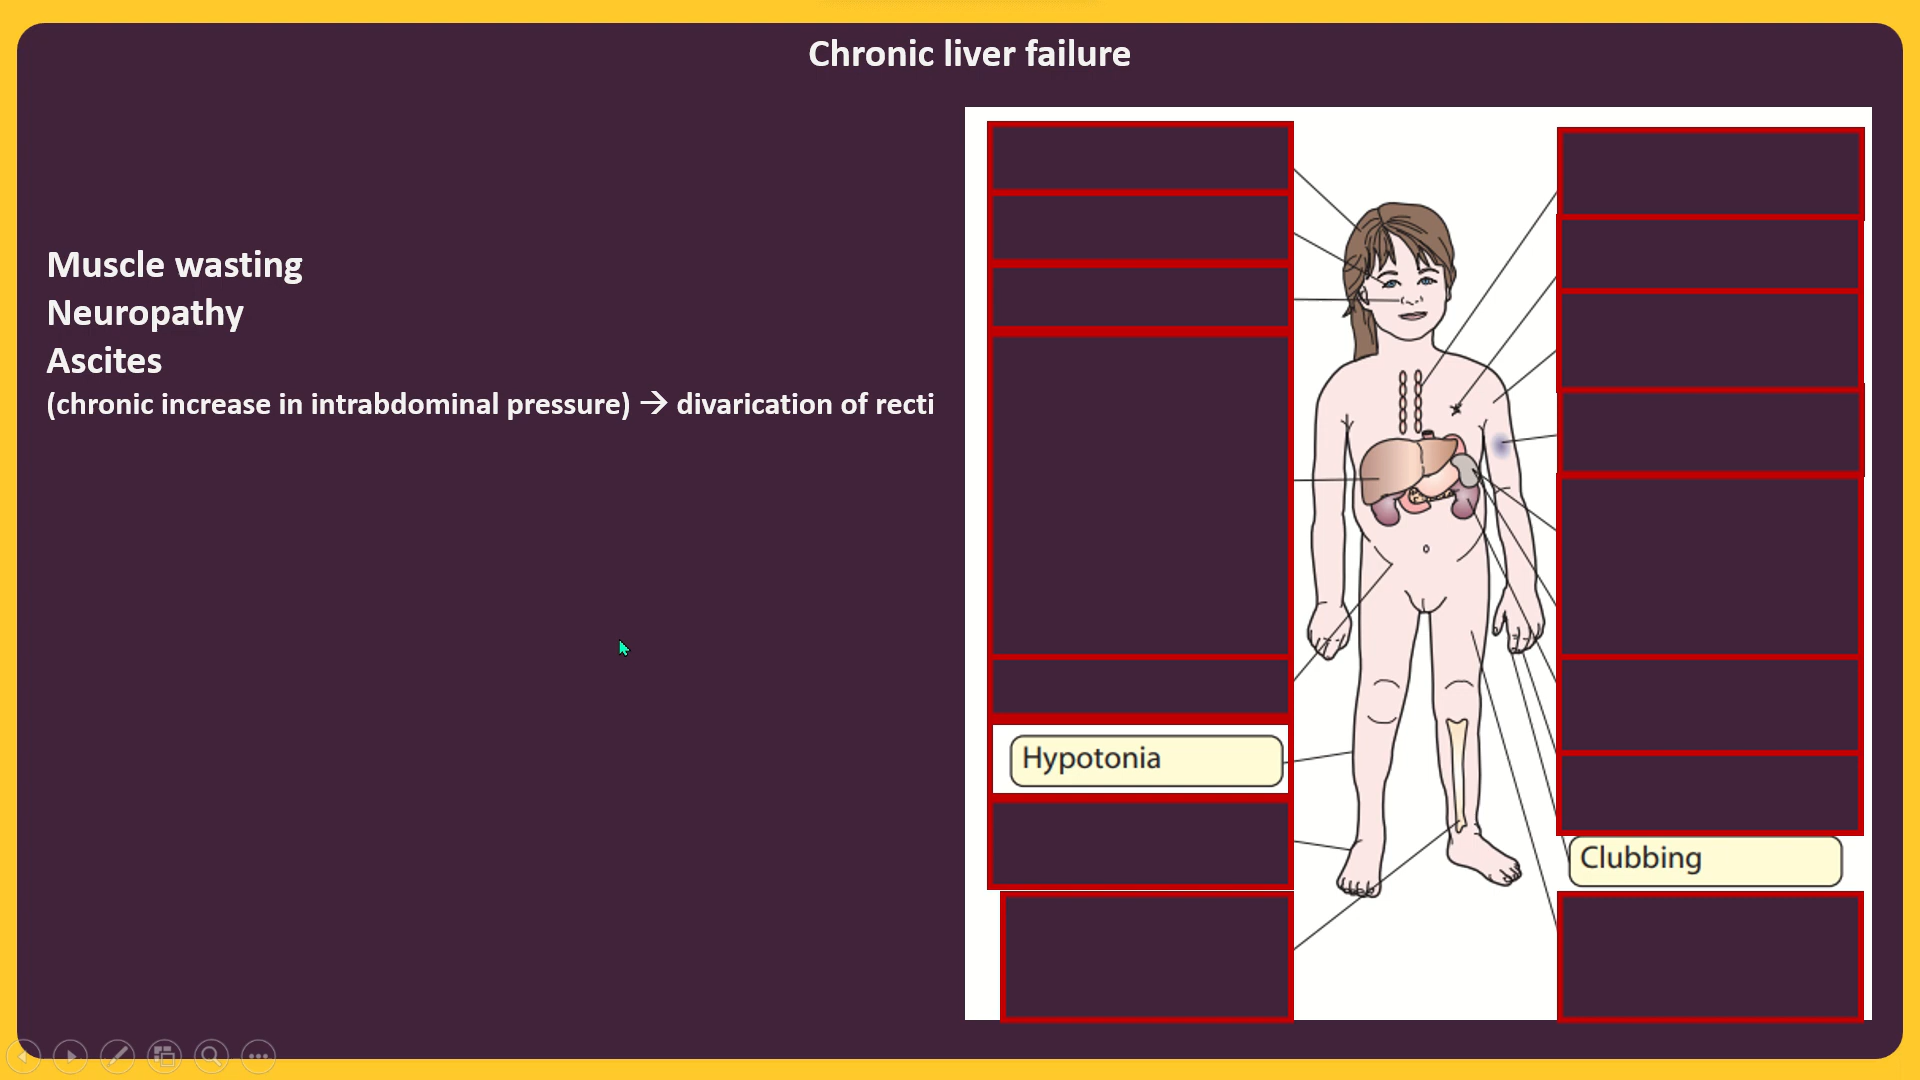 Chronic liver failure
Muscle wasting
Neuropathy
Ascites
(chronic increase in intrabdominal pressure) → divarication of recti
Hypotonia
Clubbing